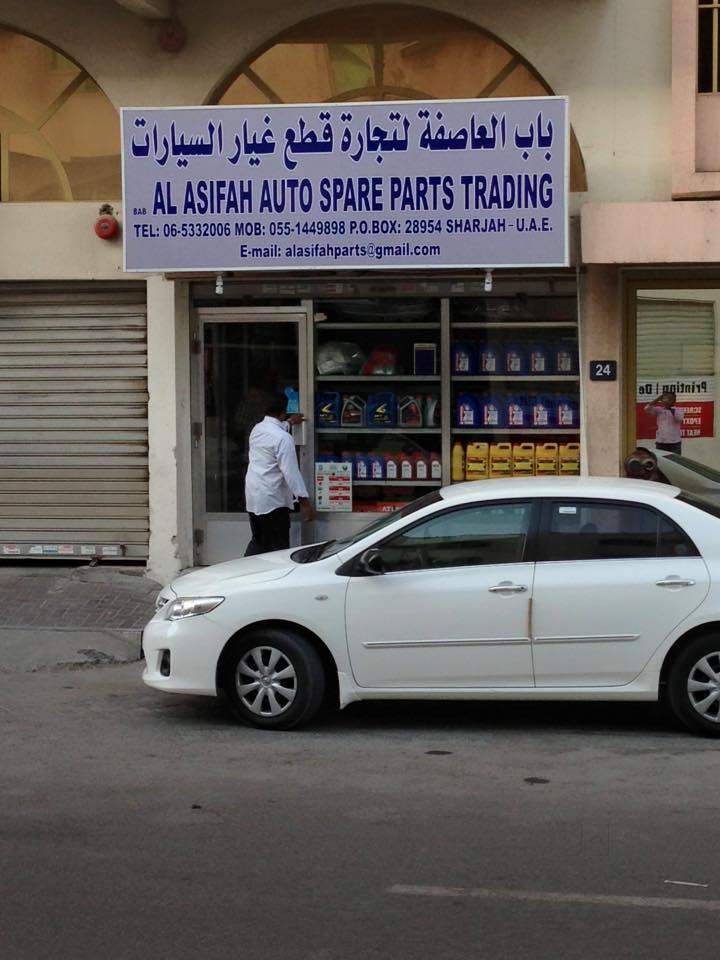 باب العاصفة لتجارة قطع غيار السيارات
BAB AL ASIFAH AUTO SPARE PARTS TRADING
TEL: 06-5332006 MOB: 055-1449898 P.O.BOX: 28954 SHARJAH - U.A.E.
E-mail: alasifahparts@gmail.com
24
Printing | De